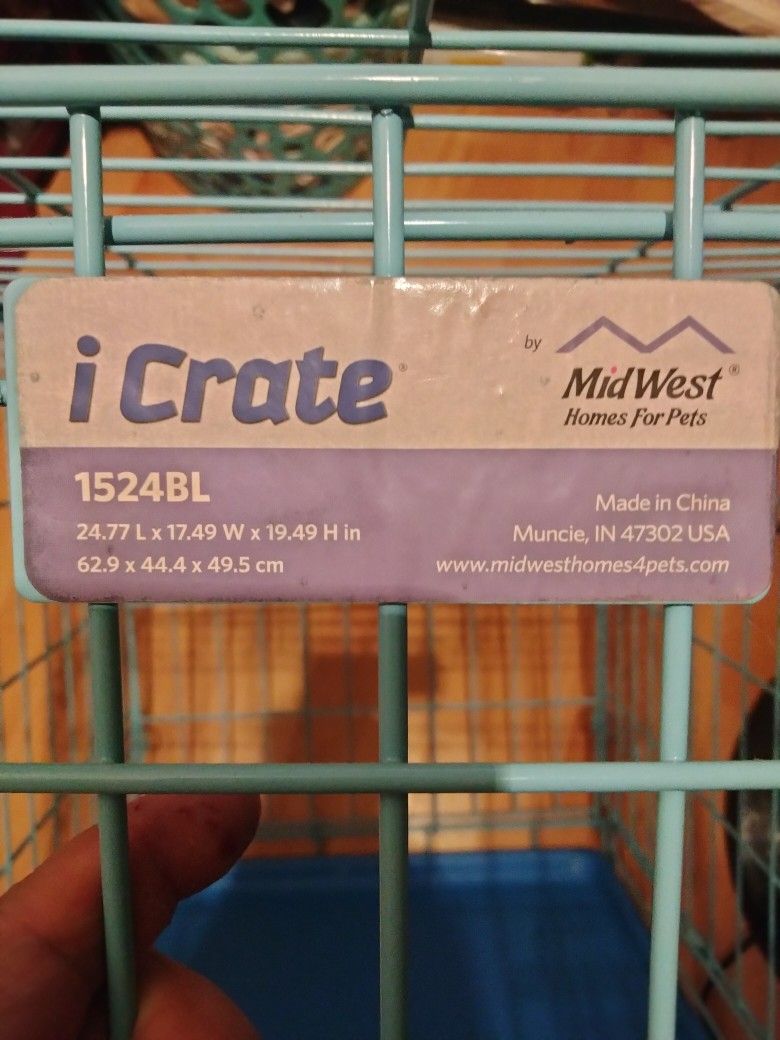 i Crate®
by
MidWest®
Homes For Pets
1524BL
24.77 L x 17.49 W x 19.49 H in
62.9 x 44.4 x 49.5 cm
Made in China
Muncie, IN 47302 USA
www.midwesthomes4pets.com